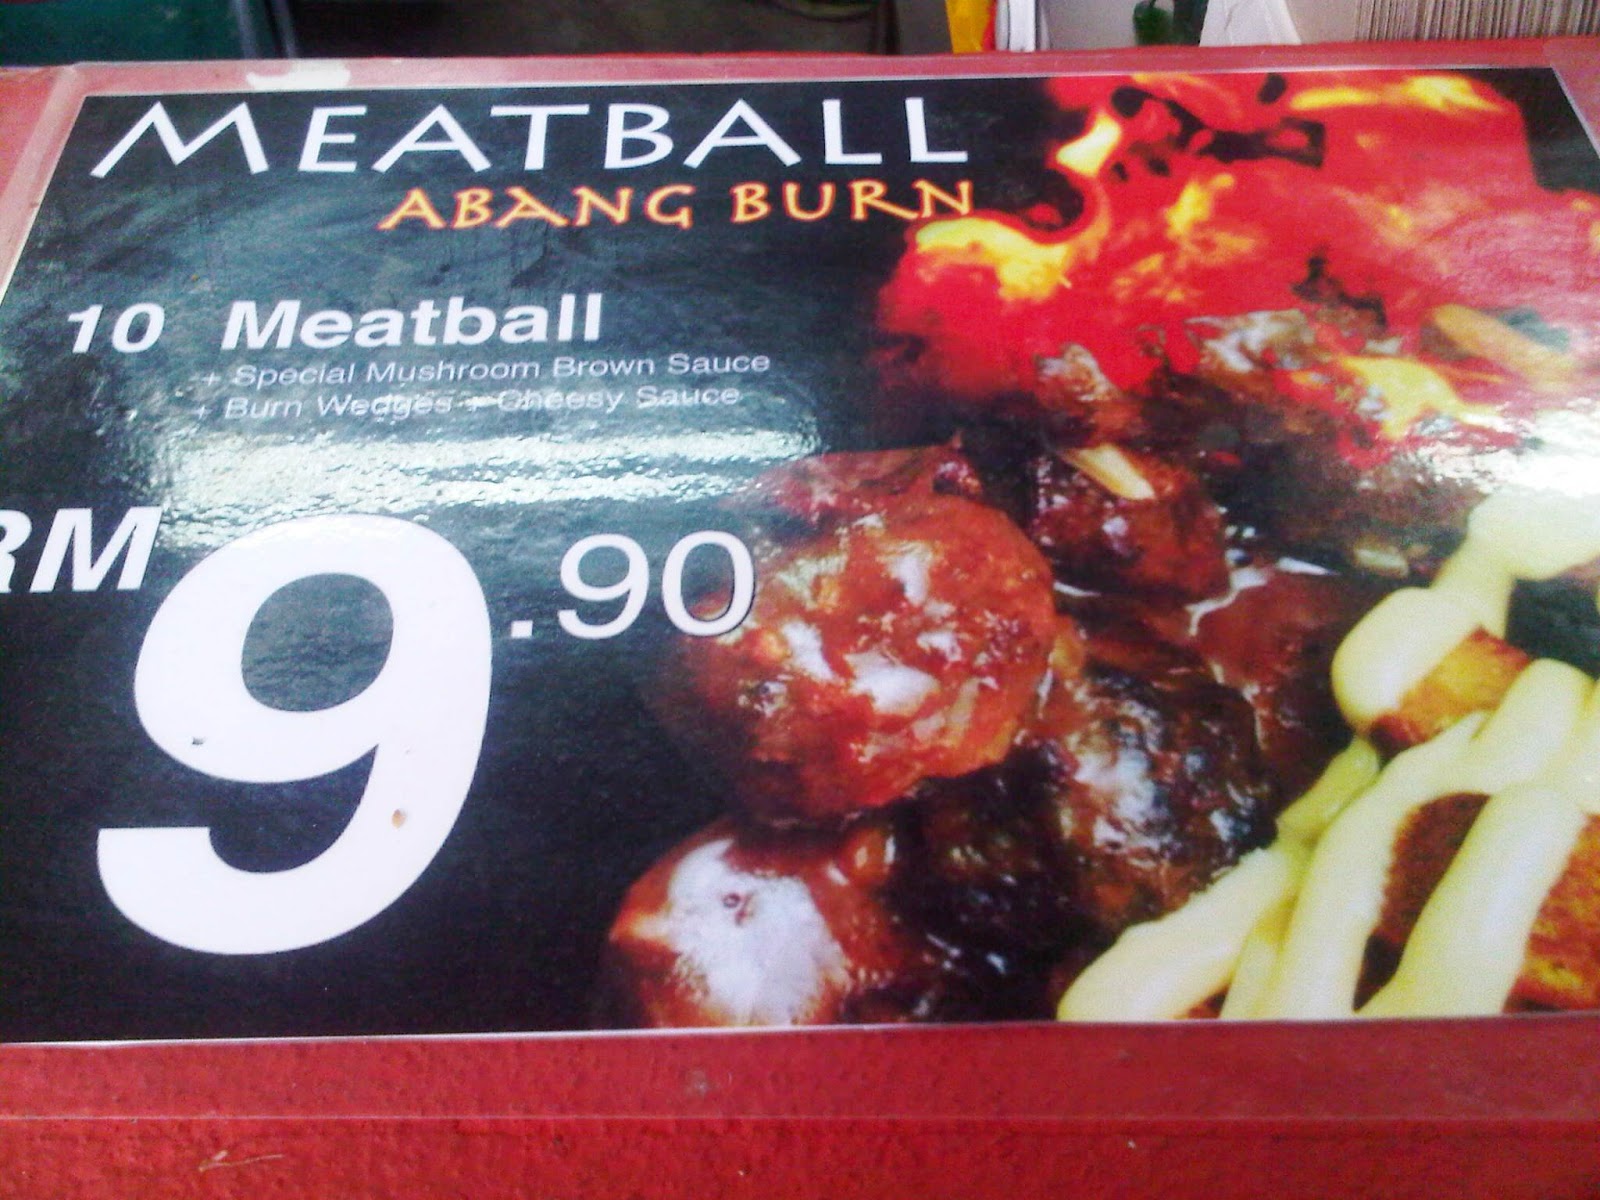 MEATBALL
ABANG BURN
10 Meatball
+ Special Mushroom Brown Sauce
+ Burn Wedges + Cheesy Sauce
RM 9.90